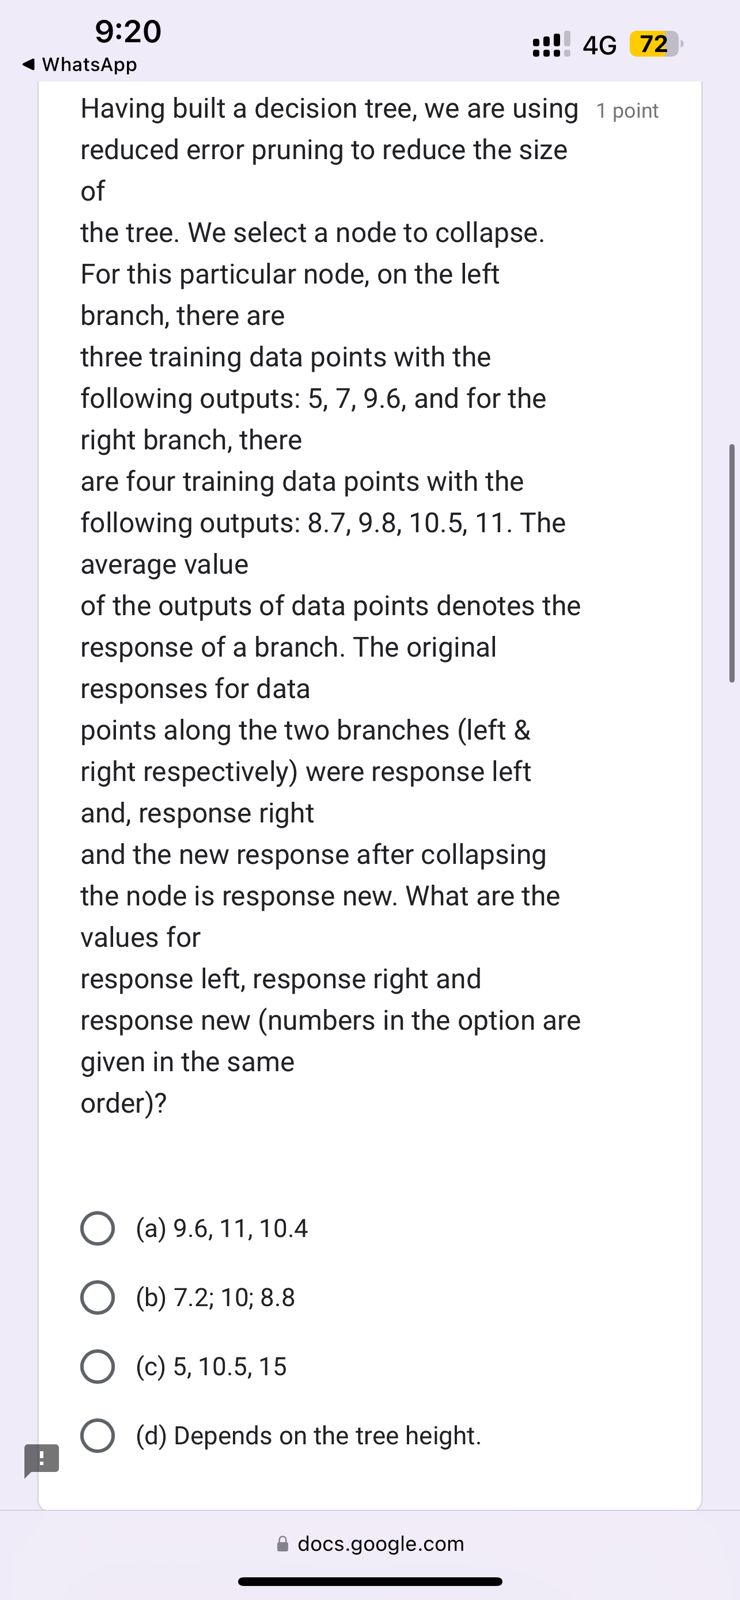 9:20
4G 72
◀ WhatsApp
Having built a decision tree, we are using 1 point
reduced error pruning to reduce the size
of
the tree. We select a node to collapse.
For this particular node, on the left
branch, there are
three training data points with the
following outputs: 5, 7, 9.6, and for the
right branch, there
are four training data points with the
following outputs: 8.7, 9.8, 10.5, 11. The
average value
of the outputs of data points denotes the
response of a branch. The original
responses for data
points along the two branches (left &
right respectively) were response left
and, response right
and the new response after collapsing
the node is response new. What are the
values for
response left, response right and
response new (numbers in the option are
given in the same
order)?
(a) 9.6, 11, 10.4
(b) 7.2; 10; 8.8
(c) 5, 10.5, 15
(d) Depends on the tree height.
!
docs.google.com